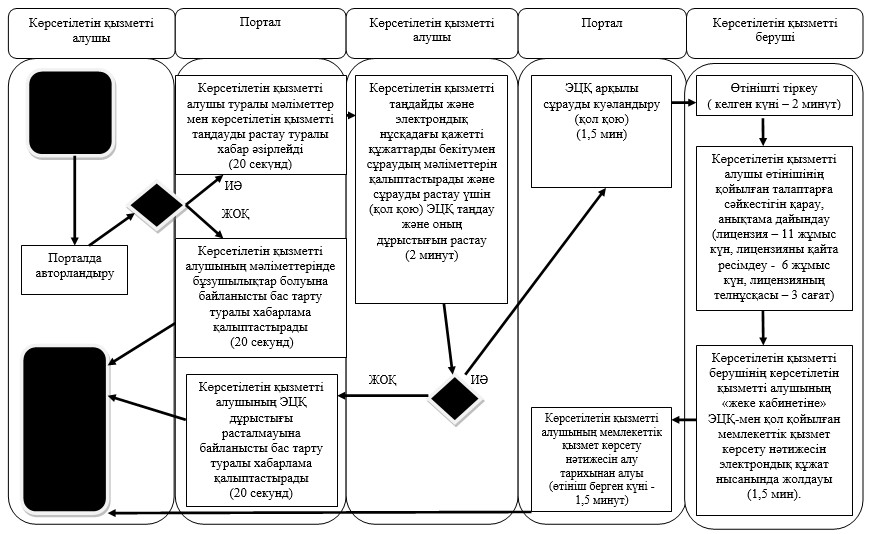 Көрсетілетін қызметті
алушы
Портал
Көрсетілетін қызметті
алушы
Портал
Көрсетілетін қызметті
беруші
Порталда
авторландыру
Көрсетілетін қызметті
алушы туралы мәліметтер
мен көрсетілетін қызметті
таңдауды растау туралы
хабар әзірлейді
(20 секунд)
ИӘ
ЖОҚ
Көрсетілетін қызметті
алушының мәліметтерінде
бұзушылықтар болуына
байланысты бас тарту
туралы хабарлама
қалыптастырады
(20 секунд)
Көрсетілетін қызметті
таңдайды және
электрондық
нұсқадағы қажетті
құжаттарды бекітумен
сұраудың мәліметтерін
қалыптастырады және
сұрауды растау үшін
(қол қою) ЭЦҚ таңдау
және оның
дұрыстығын растау
(2 минут)
ЖОҚ
ИӘ
Көрсетілетін қызметті
алушының ЭЦҚ
дұрыстығы
расталмауына
байланысты бас тарту
туралы хабарлама
қалыптастырады
(20 секунд)
ЭЦҚ арқылы
сұрауды куәландыру
(қол қою)
(1,5 мин)
Өтінішті тіркеу
( келген күні – 2 минут)
Көрсетілетін қызметті
алушы өтінішінің
қойылған талаптарға
сәйкестігін қарау,
анықтама дайындау
(лицензия – 11 жұмыс
күн, лицензияны қайта
ресімдеу - 6 жұмыс
күн, лицензияның
телнұсқасы – 3 сағат)
Көрсетілетін қызметті
берушінің көрсетілетін
қызметті алушының
«жеке кабинетіне»
ЭЦҚ-мен қол қойылған
мемлекеттік қызмет
көрсету нәтижесін
электрондық құжат
нысанында жолдауы
(1,5 мин).
Көрсетілетін қызметті
алушының мемлекеттік
қызмет көрсету
нәтижесін алу
тарихынан алуы
(өтініш берген күні -
1,5 минут)